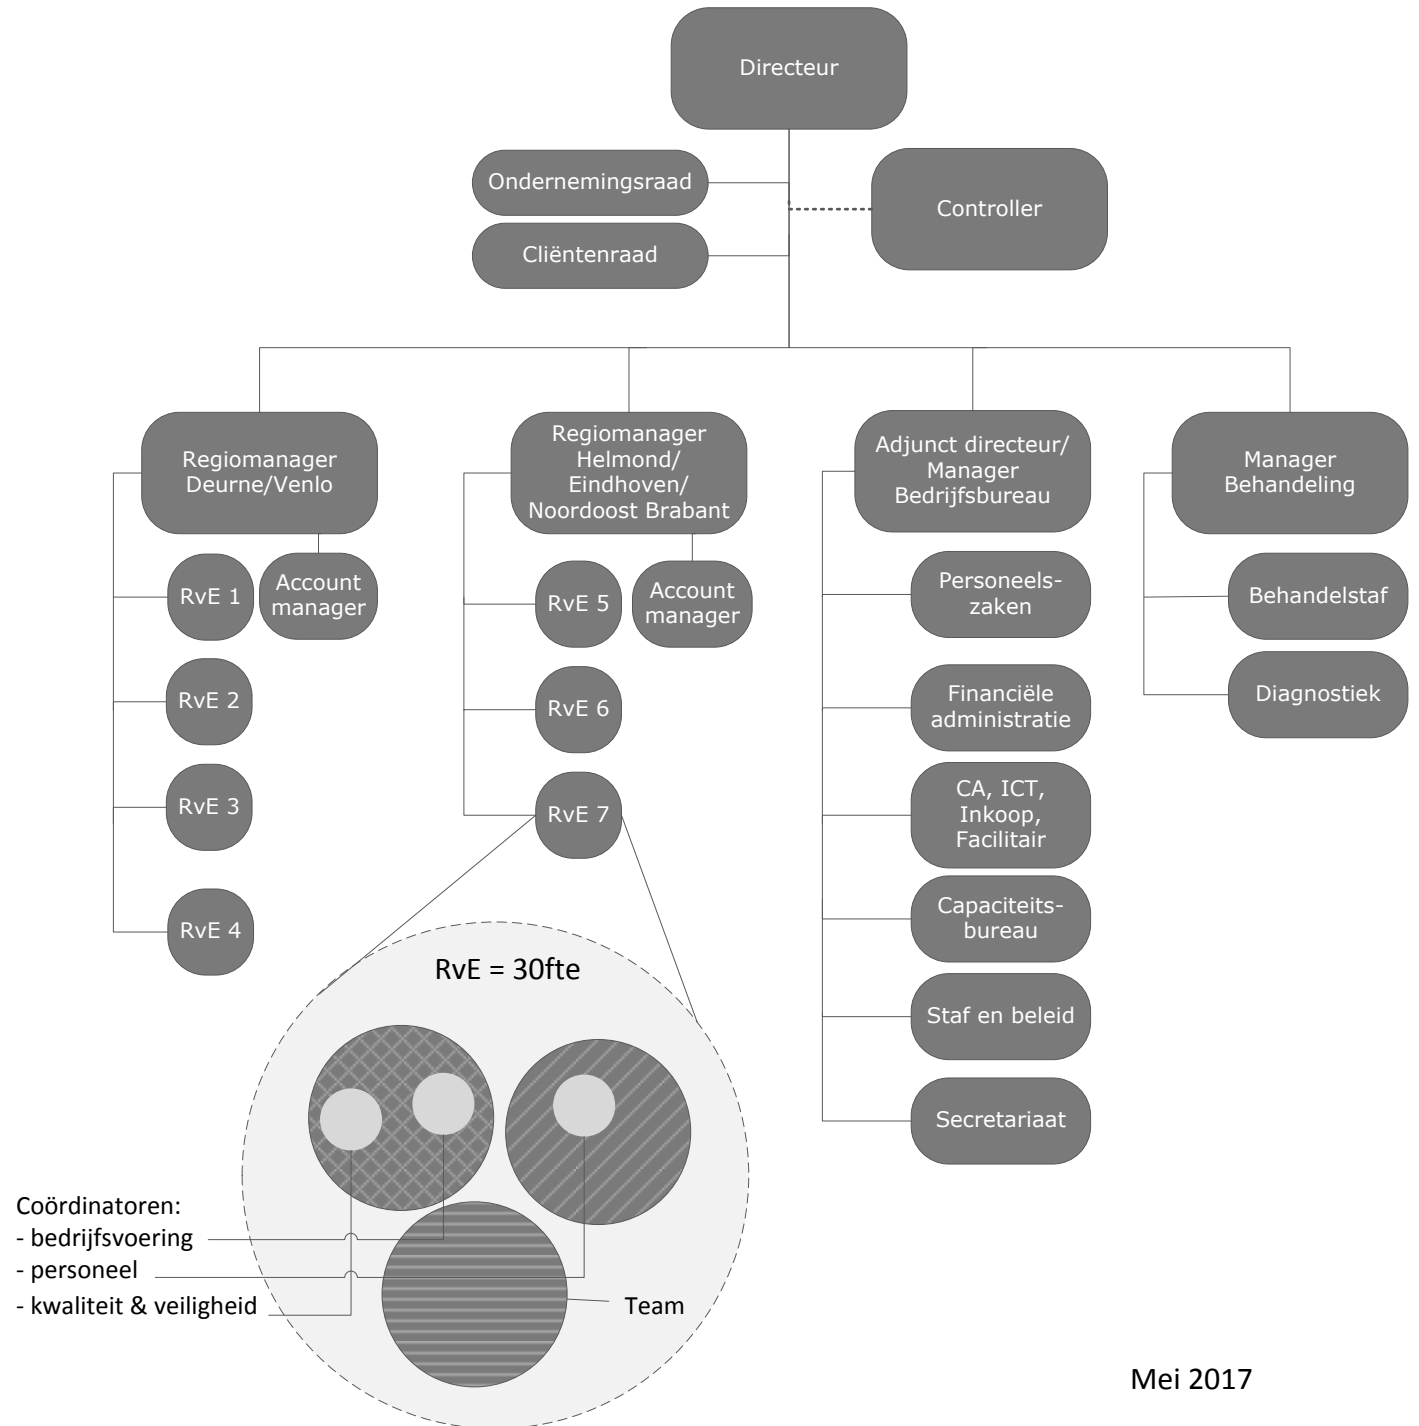 Directeur
Ondernemingsraad
Controller
Cliëntenraad
Regiomanager
Deurne/Venlo
Regiomanager
Helmond/
Eindhoven/
Noordoost Brabant
Adjunct directeur/
Manager
Bedrijfsbureau
Manager
Behandeling
RvE 1
Account
manager
RvE 2
RvE 3
RvE 4
RvE 5
Account
manager
RvE 6
RvE 7
Personeels-
zaken
Financiële
administratie
CA, ICT,
Inkoop,
Facilitair
Capaciteits-
bureau
Staf en beleid
Secretariaat
Behandelstaf
Diagnostiek
RvE = 30fte
Coördinatoren:
- bedrijfsvoering
- personeel
- kwaliteit & veiligheid
Team
Mei 2017